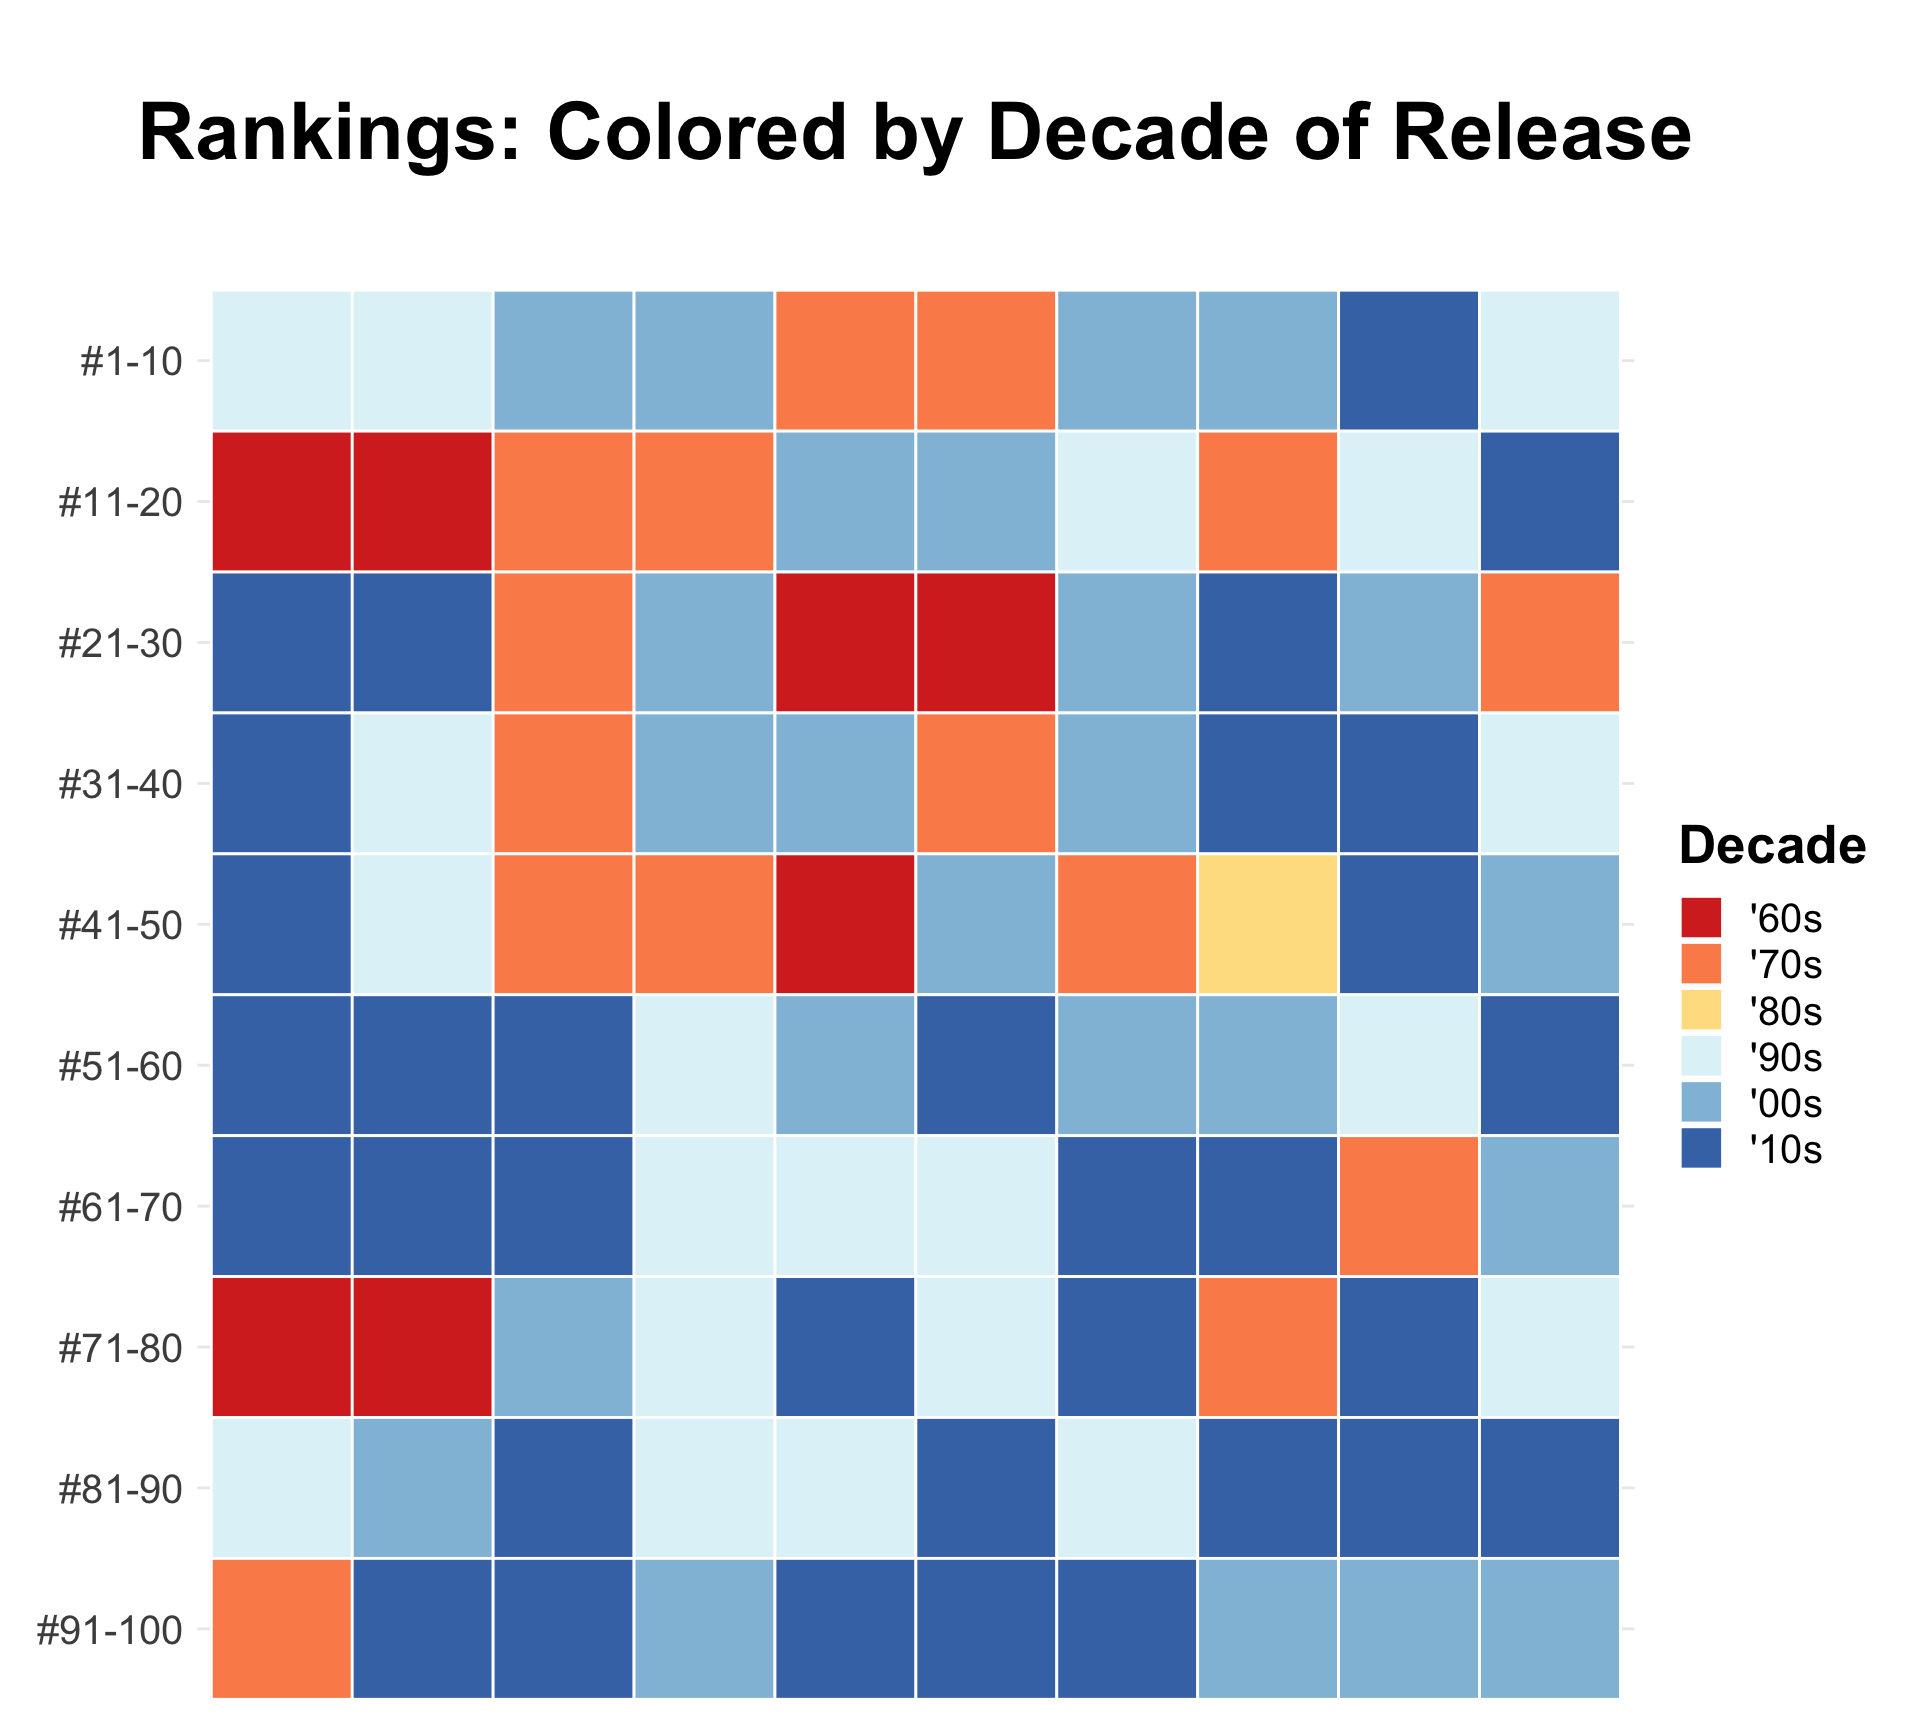 Rankings: Colored by Decade of Release
#1-10
#11-20
#21-30
#31-40
#41-50
#51-60
#61-70
#71-80
#81-90
#91-100
Decade
'60s
'70s
'80s
'90s
'00s
'10s